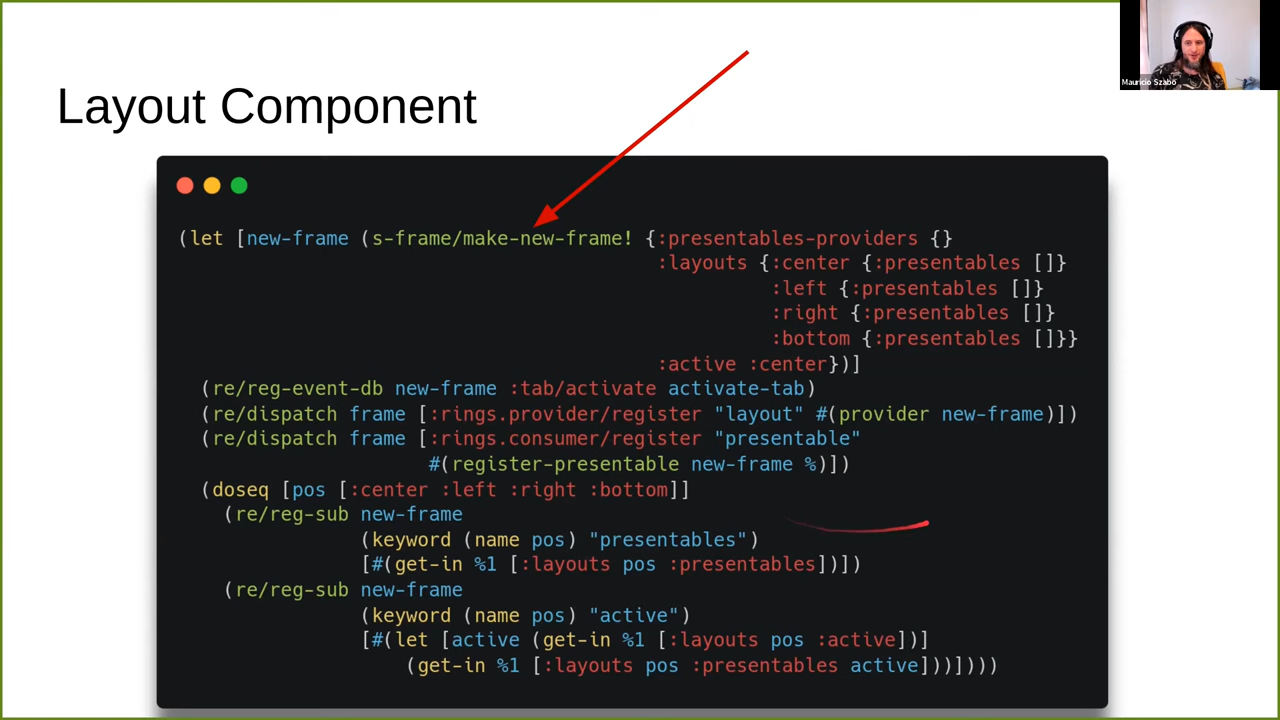 Mauricio Szabo
Layout Component
(let [new-frame (s-frame/make-new-frame! {:presentables-providers {}
:layouts {:center {:presentables []}
:left {:presentables []}
:right {:presentables []}
:bottom {:presentables []}}
:active :center})]
(re/reg-event-db new-frame :tab/activate activate-tab)
(re/dispatch frame [:rings.provider/register "layout" #(provider new-frame)])
(re/dispatch frame [:rings.consumer/register "presentable"
#(register-presentable new-frame %)])
(doseq [pos [:center :left :right :bottom]]
(re/reg-sub new-frame
(keyword (name pos) "presentables")
[#(get-in %1 [:layouts pos :presentables])])
(re/reg-sub new-frame
(keyword (name pos) "active")
[#(let [active (get-in %1 [:layouts pos :active])]
(get-in %1 [:layouts pos :presentables active]))])))